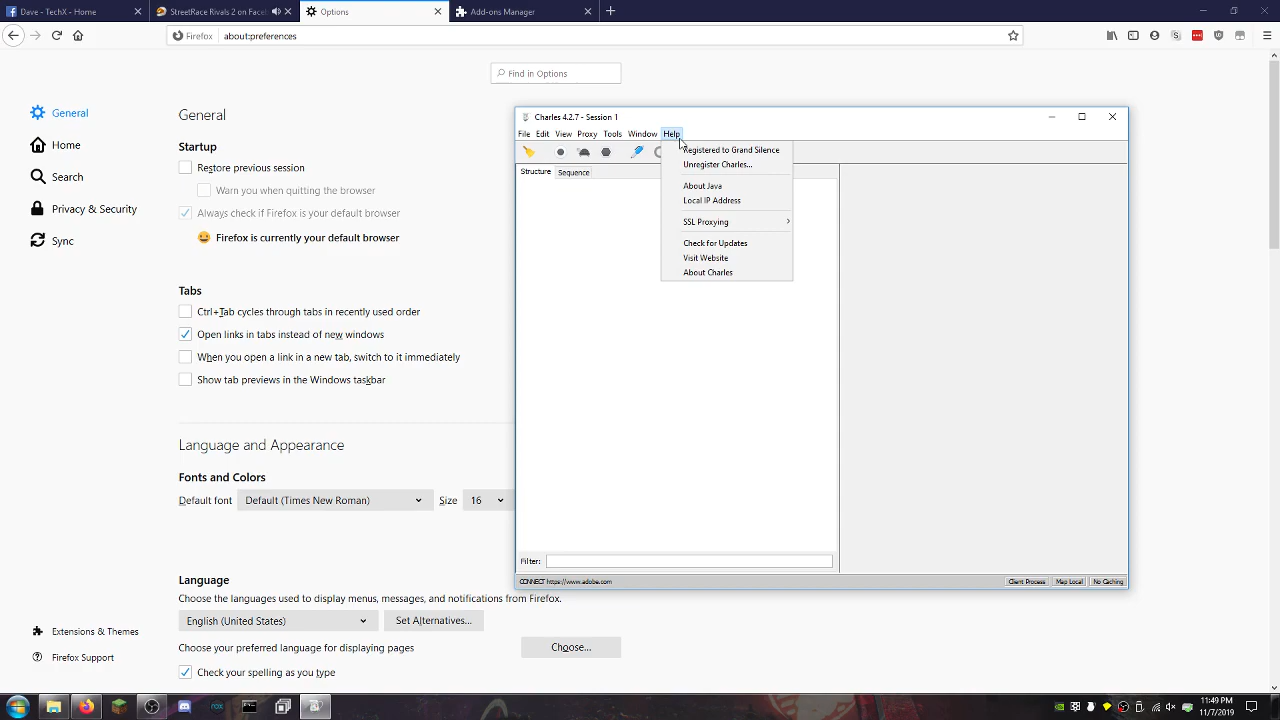 Dave - TechX - Home
StreetRace Rivals 2 on Facel
Options
Add-ons Manager
Firefox
about:preferences
Find in Options
General
Home
Search
Privacy & Security
Sync
Extensions & Themes
Firefox Support
General
Startup
Restore previous session
Warn you when quitting the browser
Always check if Firefox is your default browser
Firefox is currently your default browser
Tabs
Ctrl+Tab cycles through tabs in recently used order
Open links in tabs instead of new windows
When you open a link in a new tab, switch to it immediately
Show tab previews in the Windows taskbar
Language and Appearance
Fonts and Colors
Default font
Default (Times New Roman)
Size
16
Language
Choose the languages used to display menus, messages, and notifications from Firefox.
English (United States)
Set Alternatives...
Choose your preferred language for displaying pages
Choose...
Check your spelling as you type
Charles 4.2.7 - Session 1
File Edit View Proxy Tools Window Help
Structure
Sequence
Registered to Grand Silence
Unregister Charles...
About Java
Local IP Address
SSL Proxying
Check for Updates
Visit Website
About Charles
Filter:
CONNECT https://www.adobe.com
Client Process
Map Local
No Caching
11:49 PM
11/7/2019